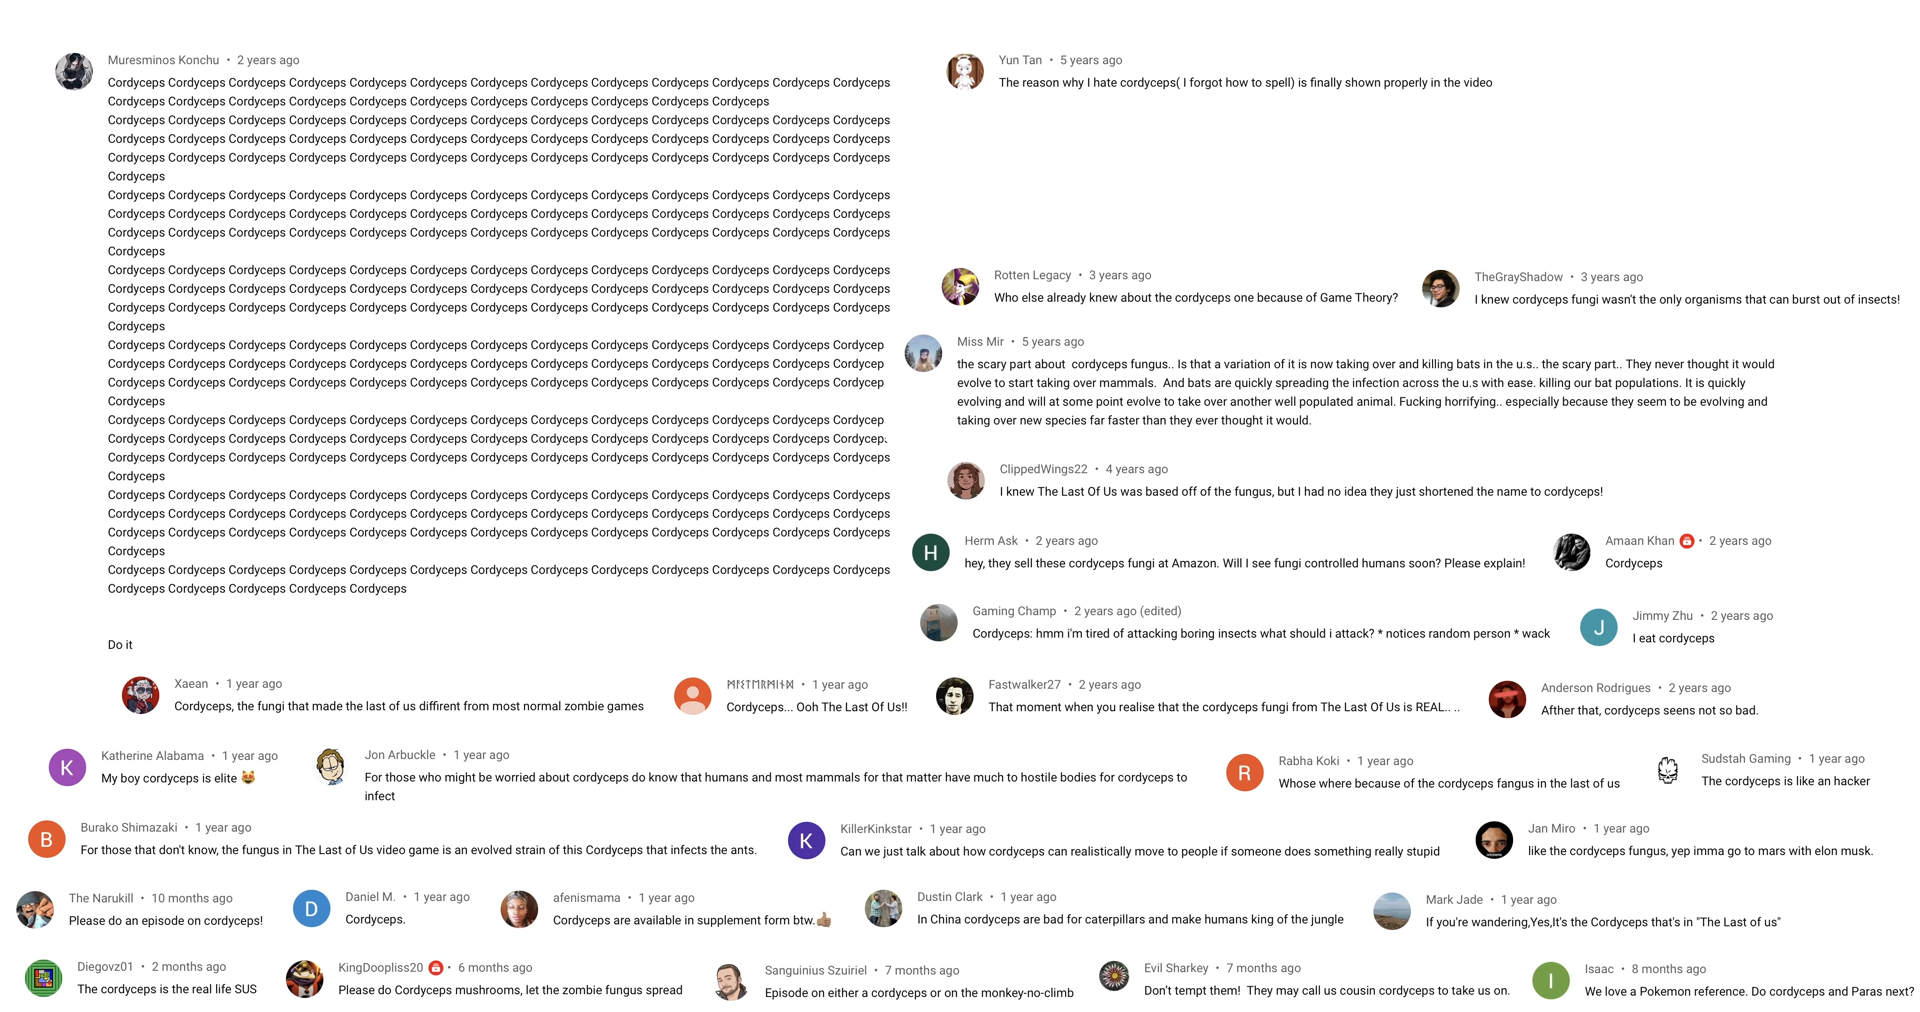 Muresminos Konchu • 2 years ago
Cordyceps Cordyceps Cordyceps Cordyceps Cordyceps Cordyceps Cordyceps Cordyceps Cordyceps Cordyceps Cordyceps Cordyceps Cordyceps
Cordyceps Cordyceps Cordyceps Cordyceps Cordyceps Cordyceps Cordyceps Cordyceps Cordyceps Cordyceps Cordyceps
Cordyceps Cordyceps Cordyceps Cordyceps Cordyceps Cordyceps Cordyceps Cordyceps Cordyceps Cordyceps Cordyceps Cordyceps Cordyceps
Cordyceps Cordyceps Cordyceps Cordyceps Cordyceps Cordyceps Cordyceps Cordyceps Cordyceps Cordyceps Cordyceps Cordyceps Cordyceps
Cordyceps Cordyceps Cordyceps Cordyceps Cordyceps Cordyceps Cordyceps Cordyceps Cordyceps Cordyceps Cordyceps Cordyceps Cordyceps
Cordyceps
Cordyceps Cordyceps Cordyceps Cordyceps Cordyceps Cordyceps Cordyceps Cordyceps Cordyceps Cordyceps Cordyceps Cordyceps Cordyceps
Cordyceps Cordyceps Cordyceps Cordyceps Cordyceps Cordyceps Cordyceps Cordyceps Cordyceps Cordyceps Cordyceps Cordyceps Cordyceps
Cordyceps Cordyceps Cordyceps Cordyceps Cordyceps Cordyceps Cordyceps Cordyceps Cordyceps Cordyceps Cordyceps Cordyceps Cordyceps
Cordyceps
Cordyceps Cordyceps Cordyceps Cordyceps Cordyceps Cordyceps Cordyceps Cordyceps Cordyceps Cordyceps Cordyceps Cordyceps Cordyceps
Cordyceps Cordyceps Cordyceps Cordyceps Cordyceps Cordyceps Cordyceps Cordyceps Cordyceps Cordyceps Cordyceps Cordyceps Cordyceps
Cordyceps Cordyceps Cordyceps Cordyceps Cordyceps Cordyceps Cordyceps Cordyceps Cordyceps Cordyceps Cordyceps Cordyceps Cordyceps
Cordyceps
Cordyceps Cordyceps Cordyceps Cordyceps Cordyceps Cordyceps Cordyceps Cordyceps Cordyceps Cordyceps Cordyceps Cordyceps Cordycep
Cordyceps Cordyceps Cordyceps Cordyceps Cordyceps Cordyceps Cordyceps Cordyceps Cordyceps Cordyceps Cordyceps Cordyceps Cordycep
Cordyceps Cordyceps Cordyceps Cordyceps Cordyceps Cordyceps Cordyceps Cordyceps Cordyceps Cordyceps Cordyceps Cordyceps Cordycep
Cordyceps
Cordyceps Cordyceps Cordyceps Cordyceps Cordyceps Cordyceps Cordyceps Cordyceps Cordyceps Cordyceps Cordyceps Cordyceps Cordycep
Cordyceps Cordyceps Cordyceps Cordyceps Cordyceps Cordyceps Cordyceps Cordyceps Cordyceps Cordyceps Cordyceps Cordyceps Cordycep
Cordyceps Cordyceps Cordyceps Cordyceps Cordyceps Cordyceps Cordyceps Cordyceps Cordyceps Cordyceps Cordyceps Cordyceps Cordyceps
Cordyceps
Cordyceps Cordyceps Cordyceps Cordyceps Cordyceps Cordyceps Cordyceps Cordyceps Cordyceps Cordyceps Cordyceps Cordyceps Cordyceps
Cordyceps Cordyceps Cordyceps Cordyceps Cordyceps Cordyceps Cordyceps Cordyceps Cordyceps Cordyceps Cordyceps Cordyceps Cordyceps
Cordyceps Cordyceps Cordyceps Cordyceps Cordyceps Cordyceps Cordyceps Cordyceps Cordyceps Cordyceps Cordyceps Cordyceps Cordyceps
Cordyceps
Cordyceps Cordyceps Cordyceps Cordyceps Cordyceps Cordyceps Cordyceps Cordyceps Cordyceps Cordyceps Cordyceps Cordyceps Cordyceps
Cordyceps Cordyceps Cordyceps Cordyceps Cordyceps
Do it
Yun Tan • 5 years ago
The reason why I hate cordyceps( I forgot how to spell) is finally shown properly in the video
Rotten Legacy • 3 years ago
Who else already knew about the cordyceps one because of Game Theory?
TheGrayShadow • 3 years ago
I knew cordyceps fungi wasn't the only organisms that can burst out of insects!
Miss Mir • 5 years ago
the scary part about  cordyceps fungus.. Is that a variation of it is now taking over and killing bats in the u.s.. the scary part.. They never thought it would
evolve to start taking over mammals.  And bats are quickly spreading the infection across the u.s with ease. killing our bat populations. It is quickly
evolving and will at some point evolve to take over another well populated animal. Fucking horrifying.. especially because they seem to be evolving and
taking over new species far faster than they ever thought it would.
ClippedWings22 • 4 years ago
I knew The Last Of Us was based off of the fungus, but I had no idea they just shortened the name to cordyceps!
Herm Ask • 2 years ago
hey, they sell these cordyceps fungi at Amazon. Will I see fungi controlled humans soon? Please explain!
Amaan Khan • 2 years ago
Cordyceps
Gaming Champ • 2 years ago (edited)
Cordyceps: hmm i'm tired of attacking boring insects what should i attack? * notices random person * wack
Jimmy Zhu • 2 years ago
I eat cordyceps
Xaean • 1 year ago
Cordyceps, the fungi that made the last of us diffirent from most normal zombie games
• 1 year ago
Cordyceps... Ooh The Last Of Us!!
Fastwalker27 • 2 years ago
That moment when you realise that the cordyceps fungi from The Last Of Us is REAL.. ..
Anderson Rodrigues • 2 years ago
Afther that, cordyceps seens not so bad.
K
Katherine Alabama • 1 year ago
My boy cordyceps is elite 😻
Jon Arbuckle • 1 year ago
For those who might be worried about cordyceps do know that humans and most mammals for that matter have much to hostile bodies for cordyceps to
infect
R
Rabha Koki • 1 year ago
Whose where because of the cordyceps fangus in the last of us
Sudstah Gaming • 1 year ago
The cordyceps is like an hacker
B
Burako Shimazaki • 1 year ago
For those that don't know, the fungus in The Last of Us video game is an evolved strain of this Cordyceps that infects the ants.
K
KillerKinkstar • 1 year ago
Can we just talk about how cordyceps can realistically move to people if someone does something really stupid
Jan Miro • 1 year ago
like the cordyceps fungus, yep imma go to mars with elon musk.
The Narukill • 10 months ago
Please do an episode on cordyceps!
D
Daniel M. • 1 year ago
Cordyceps.
afenismama • 1 year ago
Cordyceps are available in supplement form btw.👍🏽
Dustin Clark • 1 year ago
In China cordyceps are bad for caterpillars and make humans king of the jungle
Mark Jade • 1 year ago
If you're wandering,Yes,It's the Cordyceps that's in "The Last of us"
Diegovz01 • 2 months ago
The cordyceps is the real life SUS
KingDoopliss20 • 6 months ago
Please do Cordyceps mushrooms, let the zombie fungus spread
Sanguinius Szuiriel • 7 months ago
Episode on either a cordyceps or on the monkey-no-climb
Evil Sharkey • 7 months ago
Don't tempt them!  They may call us cousin cordyceps to take us on.
I
Isaac • 8 months ago
We love a Pokemon reference. Do cordyceps and Paras next?